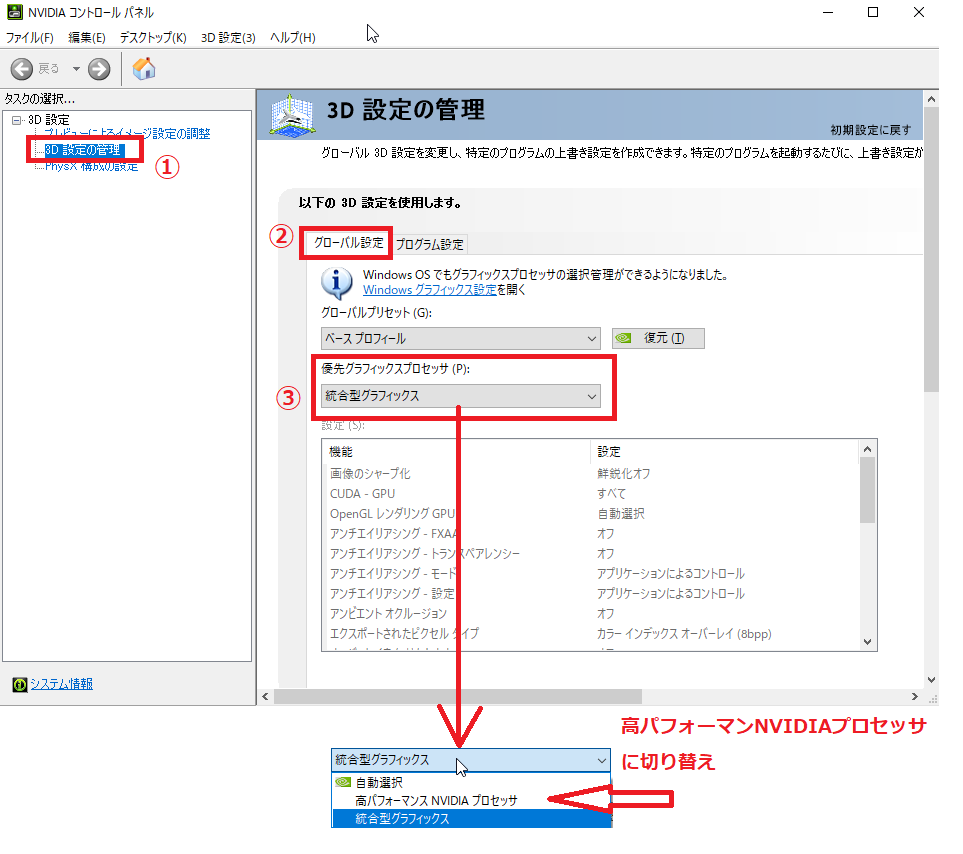 NVIDIA コントロール パネル
ファイル(F) 編集(E) デスクトップ(K) 3D 設定(3) ヘルプ(H)
戻る
タスクの選択...
3D 設定
プレビューによるイメージ設定の調整
3D 設定の管理
①
PhysX 構成の設定
システム情報
3D 設定の管理
初期設定に戻す
グローバル 3D 設定を変更し、特定のプログラムの上書き設定を作成できます。特定のプログラムを起動するたびに、上書き設定が
以下の 3D 設定を使用します。
②
グローバル設定 プログラム設定
Windows OS でもグラフィックスプロセッサの選択管理ができるようになりました。
Windows グラフィックス設定を開く
グローバルプリセット (G):
ベース プロフィール 復元 (T)
優先グラフィックスプロセッサ (P):
③
統合型グラフィックス
設定 (S):
機能 設定
画像のシャープ化 鮮鋭化オフ
CUDA - GPU すべて
OpenGL レンダリング GPU 自動選択
アンチエイリアシング - FXAA オフ
アンチエイリアシング - トランスペアレンシー オフ
アンチエイリアシング - モード アプリケーションによるコントロール
アンチエイリアシング - 設定 アプリケーションによるコントロール
アンビエント オクルージョン オフ
エクスポートされたピクセル タイプ カラー インデックス オーバーレイ (8bpp)
高パフォーマンNVIDIAプロセッサ
に切り替え
統合型グラフィックス
自動選択
高パフォーマンス NVIDIA プロセッサ
統合型グラフィックス